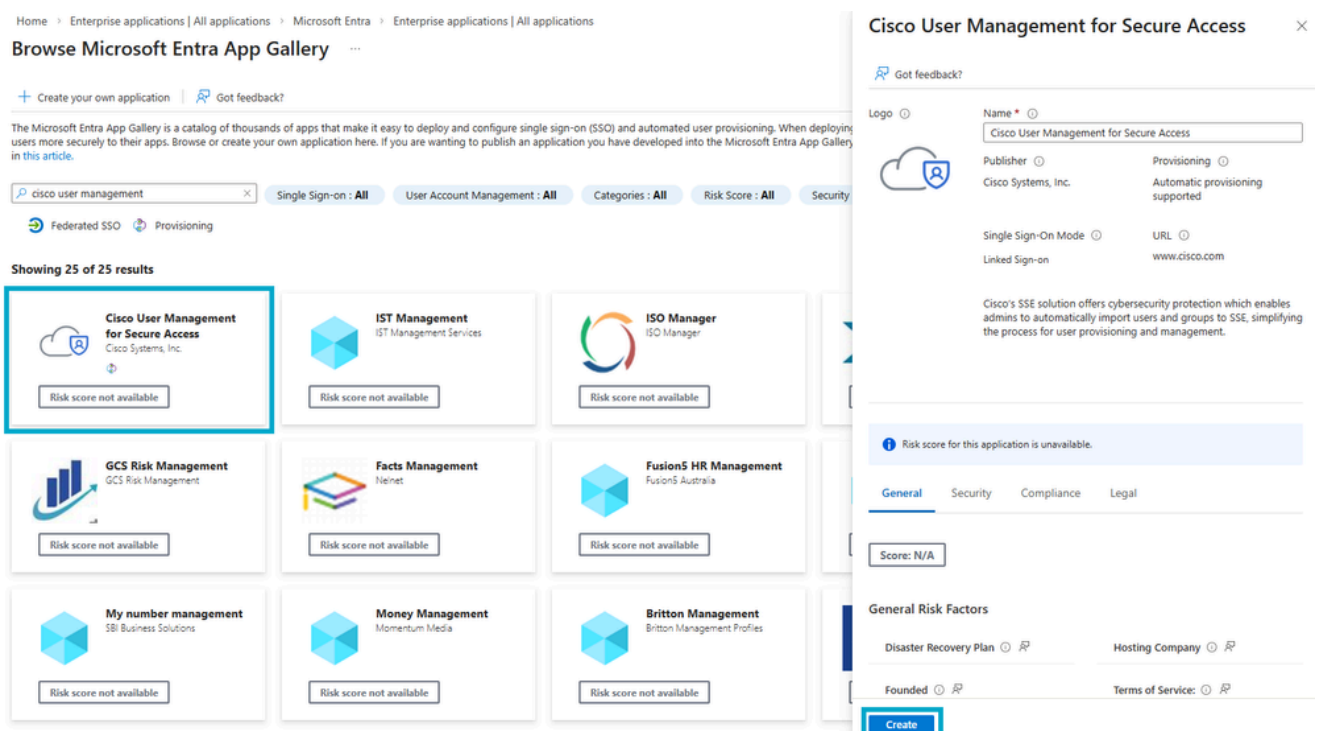 Home > Enterprise applications | All applications > Microsoft Entra > Enterprise applications | All applications
Browse Microsoft Entra App Gallery ...
+ Create your own application
Got feedback?
The Microsoft Entra App Gallery is a catalog of thousands of apps that make it easy to deploy and configure single sign-on (SSO) and automated user provisioning. When deploying
users more securely to their apps. Browse or create your own application here. If you are wanting to publish an application you have developed into the Microsoft Entra App Gallery
in this article.
cisco user management
Single Sign-on : All
User Account Management : All
Categories : All
Risk Score : All
Security
Federated SSO
Provisioning
Showing 25 of 25 results
Cisco User Management
for Secure Access
Cisco Systems, Inc.
Risk score not available
IST Management
IST Management Services
Risk score not available
ISO Manager
ISO Manager
Risk score not available
GCS Risk Management
GCS Risk Management
Risk score not available
Facts Management
Nelnet
Risk score not available
Fusion5 HR Management
Fusion5 Australia
Risk score not available
My number management
SBI Business Solutions
Risk score not available
Money Management
Momentum Media
Risk score not available
Britton Management
Britton Management Profiles
Risk score not available
Cisco User Management for Secure Access
Got feedback?
Logo
Name *
Cisco User Management for Secure Access
Publisher
Cisco Systems, Inc.
Provisioning
Automatic provisioning
supported
Single Sign-On Mode
Linked Sign-on
URL
www.cisco.com
Cisco's SSE solution offers cybersecurity protection which enables
admins to automatically import users and groups to SSE, simplifying
the process for user provisioning and management.
Risk score for this application is unavailable.
General
Security
Compliance
Legal
Score: N/A
General Risk Factors
Disaster Recovery Plan
Hosting Company
Founded
Terms of Service:
Create